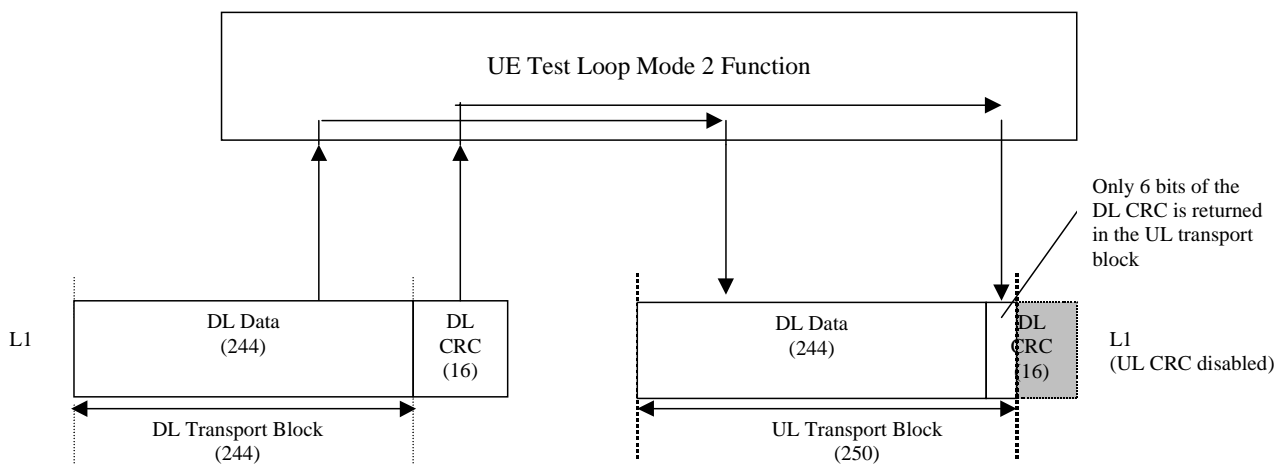 UE Test Loop Mode 2 Function
Only 6 bits of the
DL CRC is returned
in the UL transport
block
L1
DL Data
(244)
DL
CRC
(16)
DL Data
(244)
DL
CRC
(16)
L1
(UL CRC disabled)
DL Transport Block
(244)
UL Transport Block
(250)